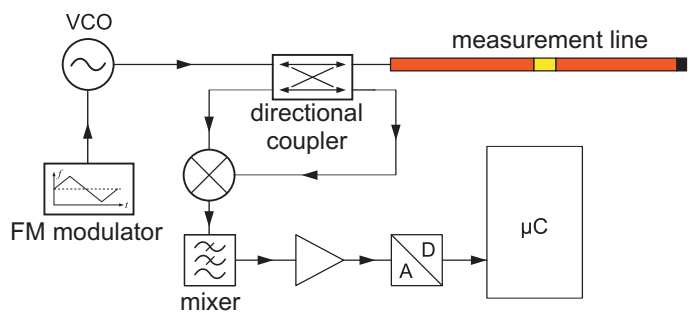 VCO
measurement line
directional
coupler
f
t
FM modulator
D
A
µC
mixer